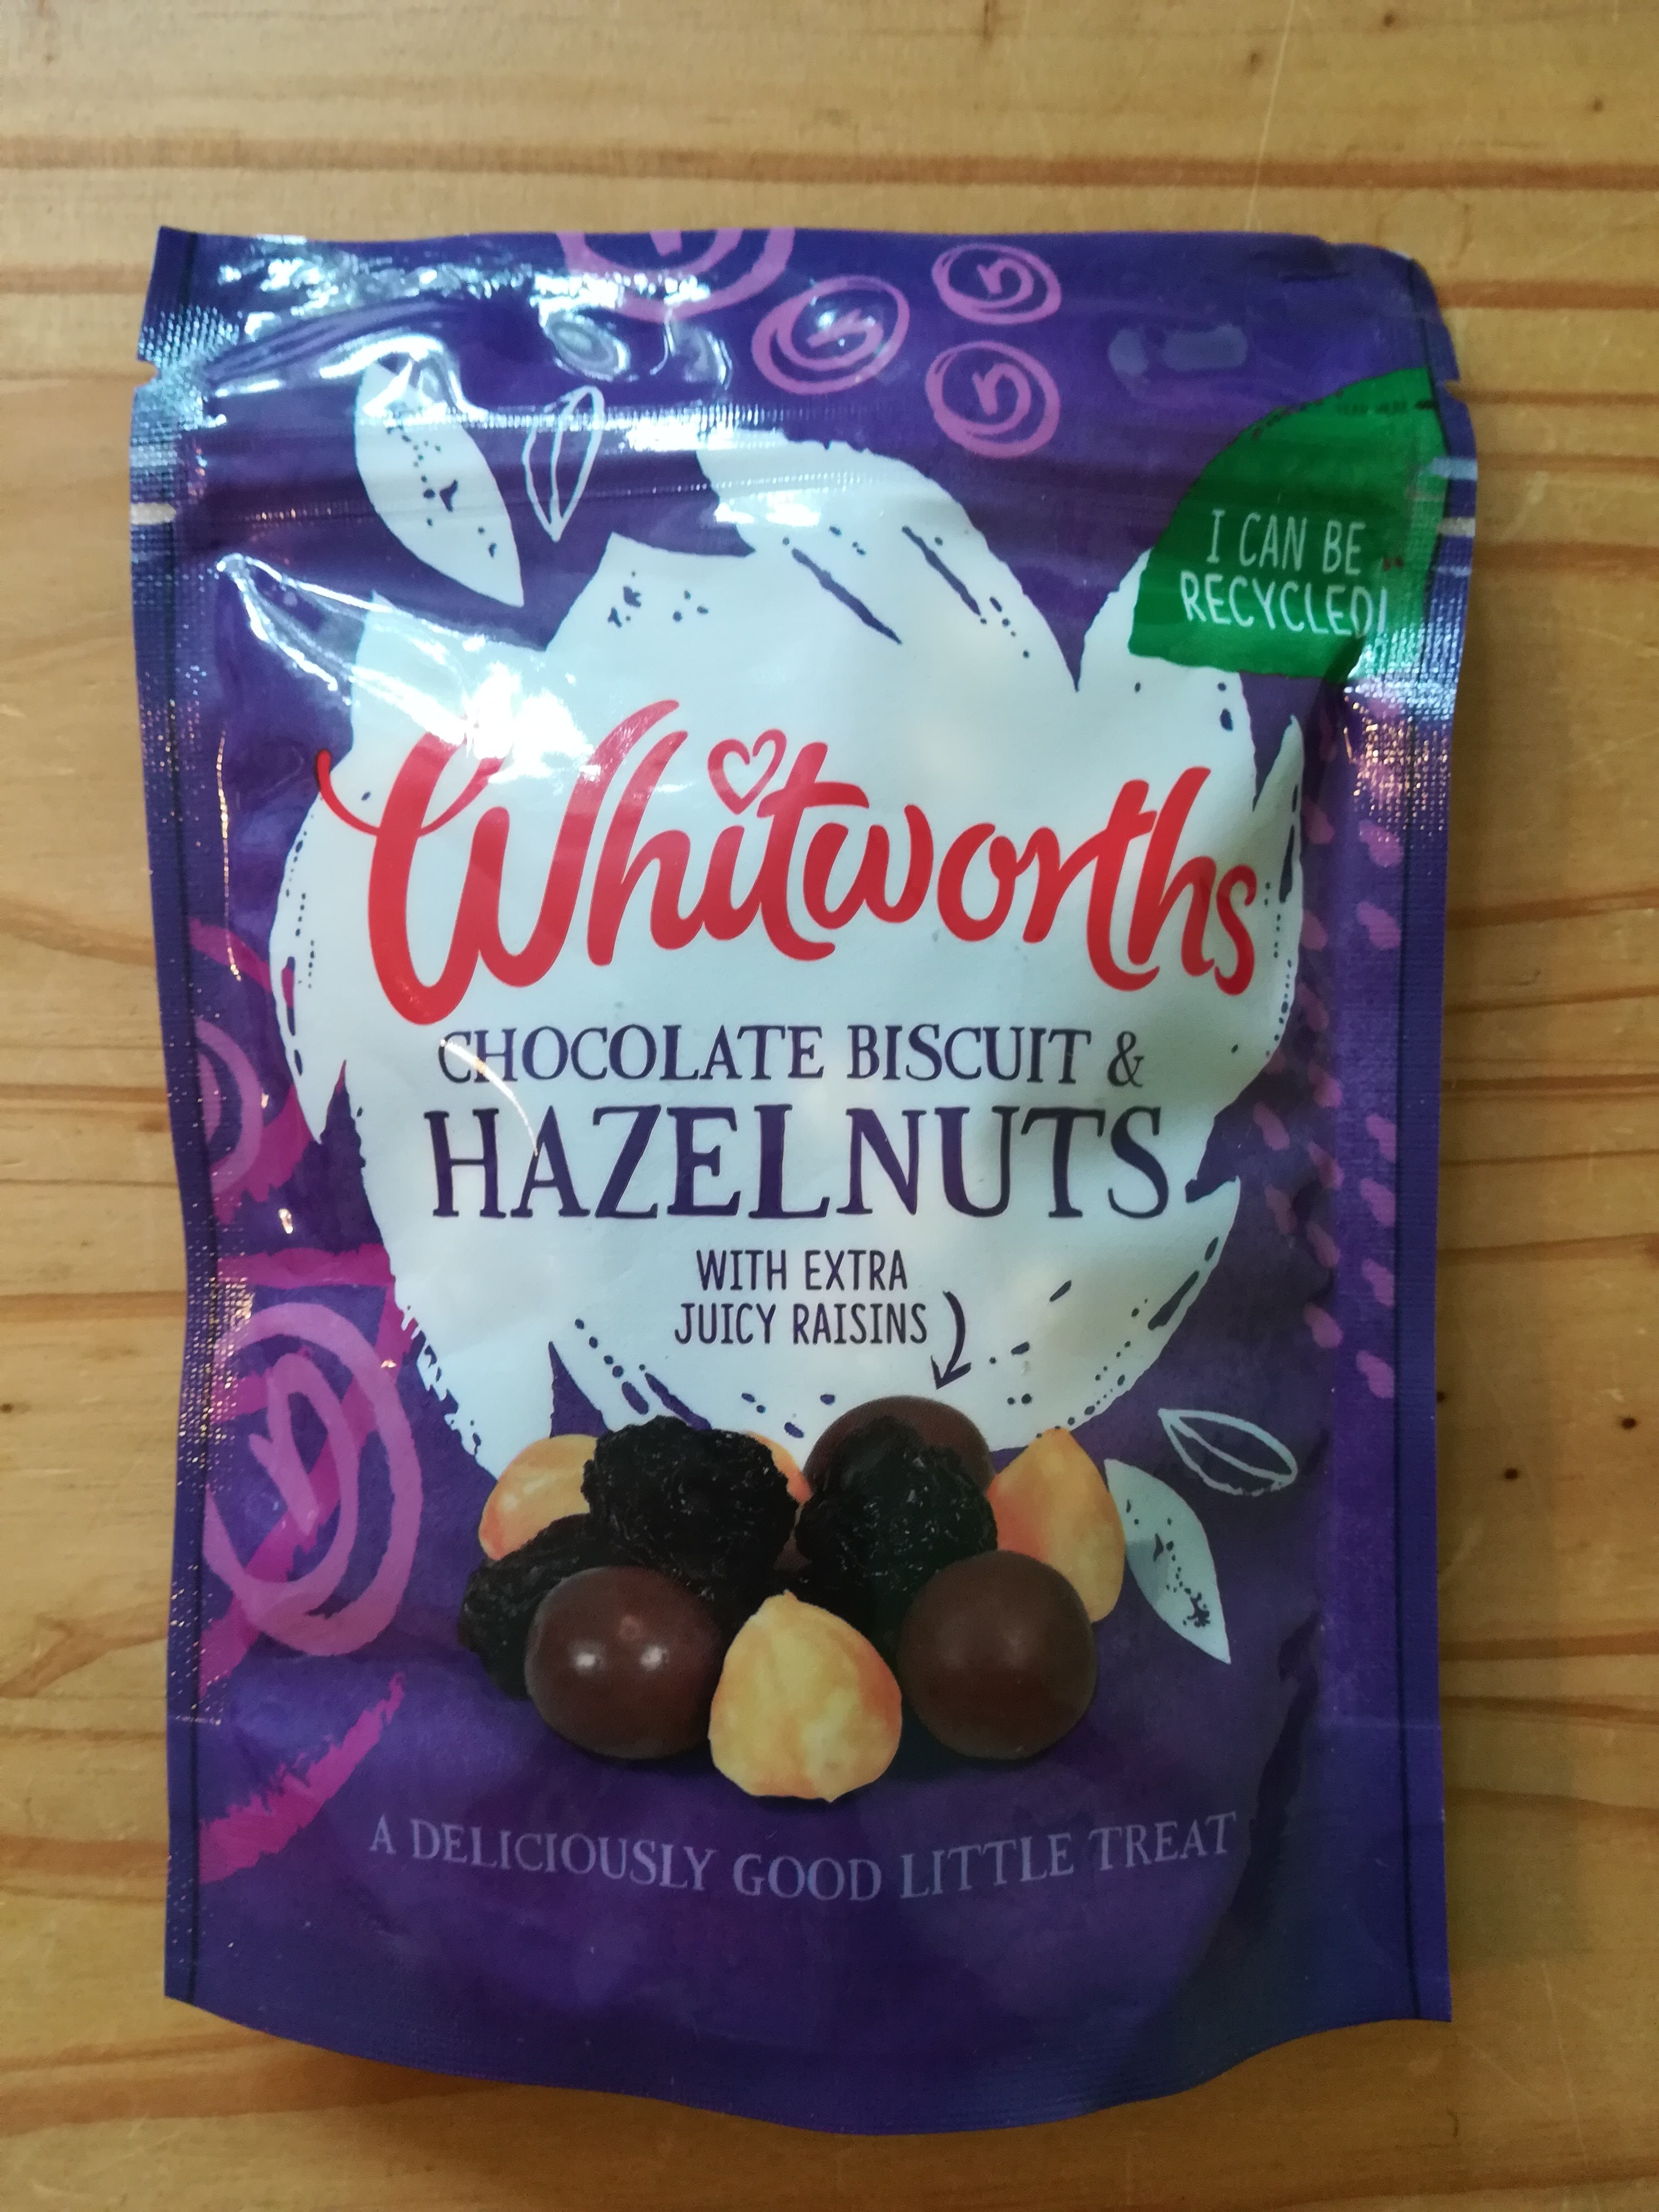 I CAN BE
RECYCLED!
Whitworths
CHOCOLATE BISCUIT &
HAZELNUTS
WITH EXTRA
JUICY RAISINS
A DELICIOUSLY GOOD LITTLE TREAT